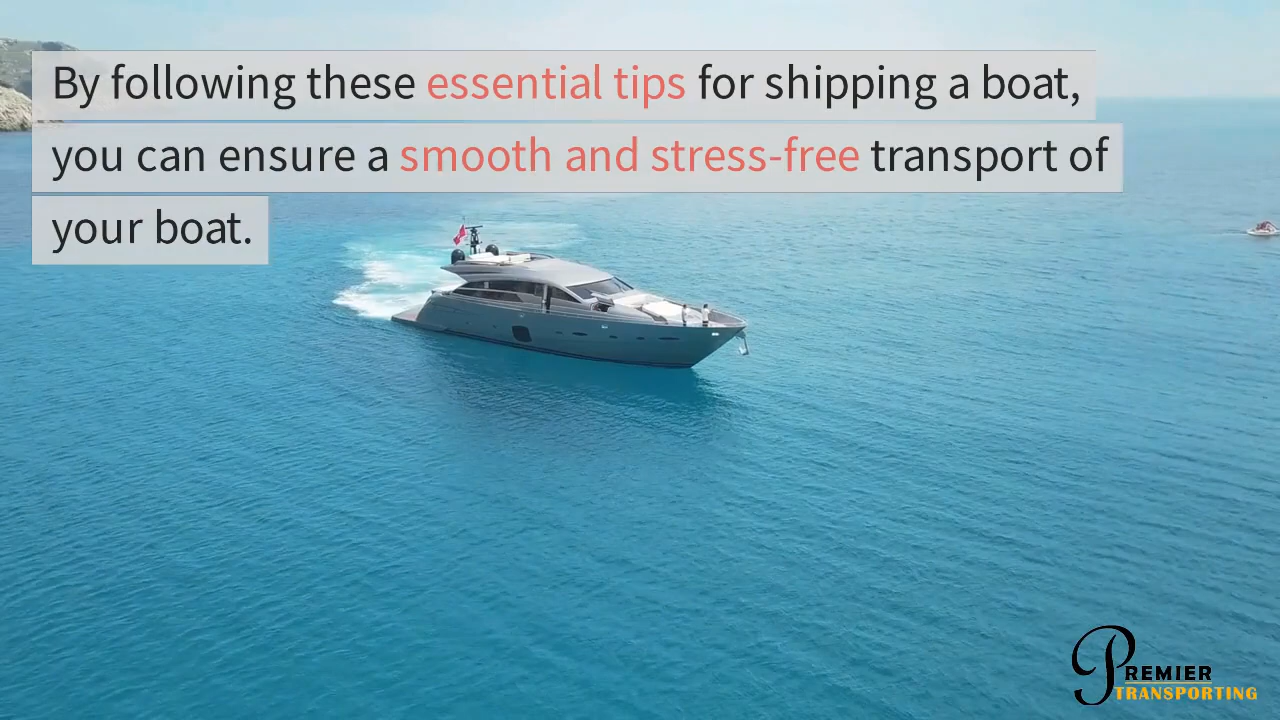 By following these essential tips for shipping a boat,
you can ensure a smooth and stress-free transport of
your boat.
PREMIER
TRANSPORTING